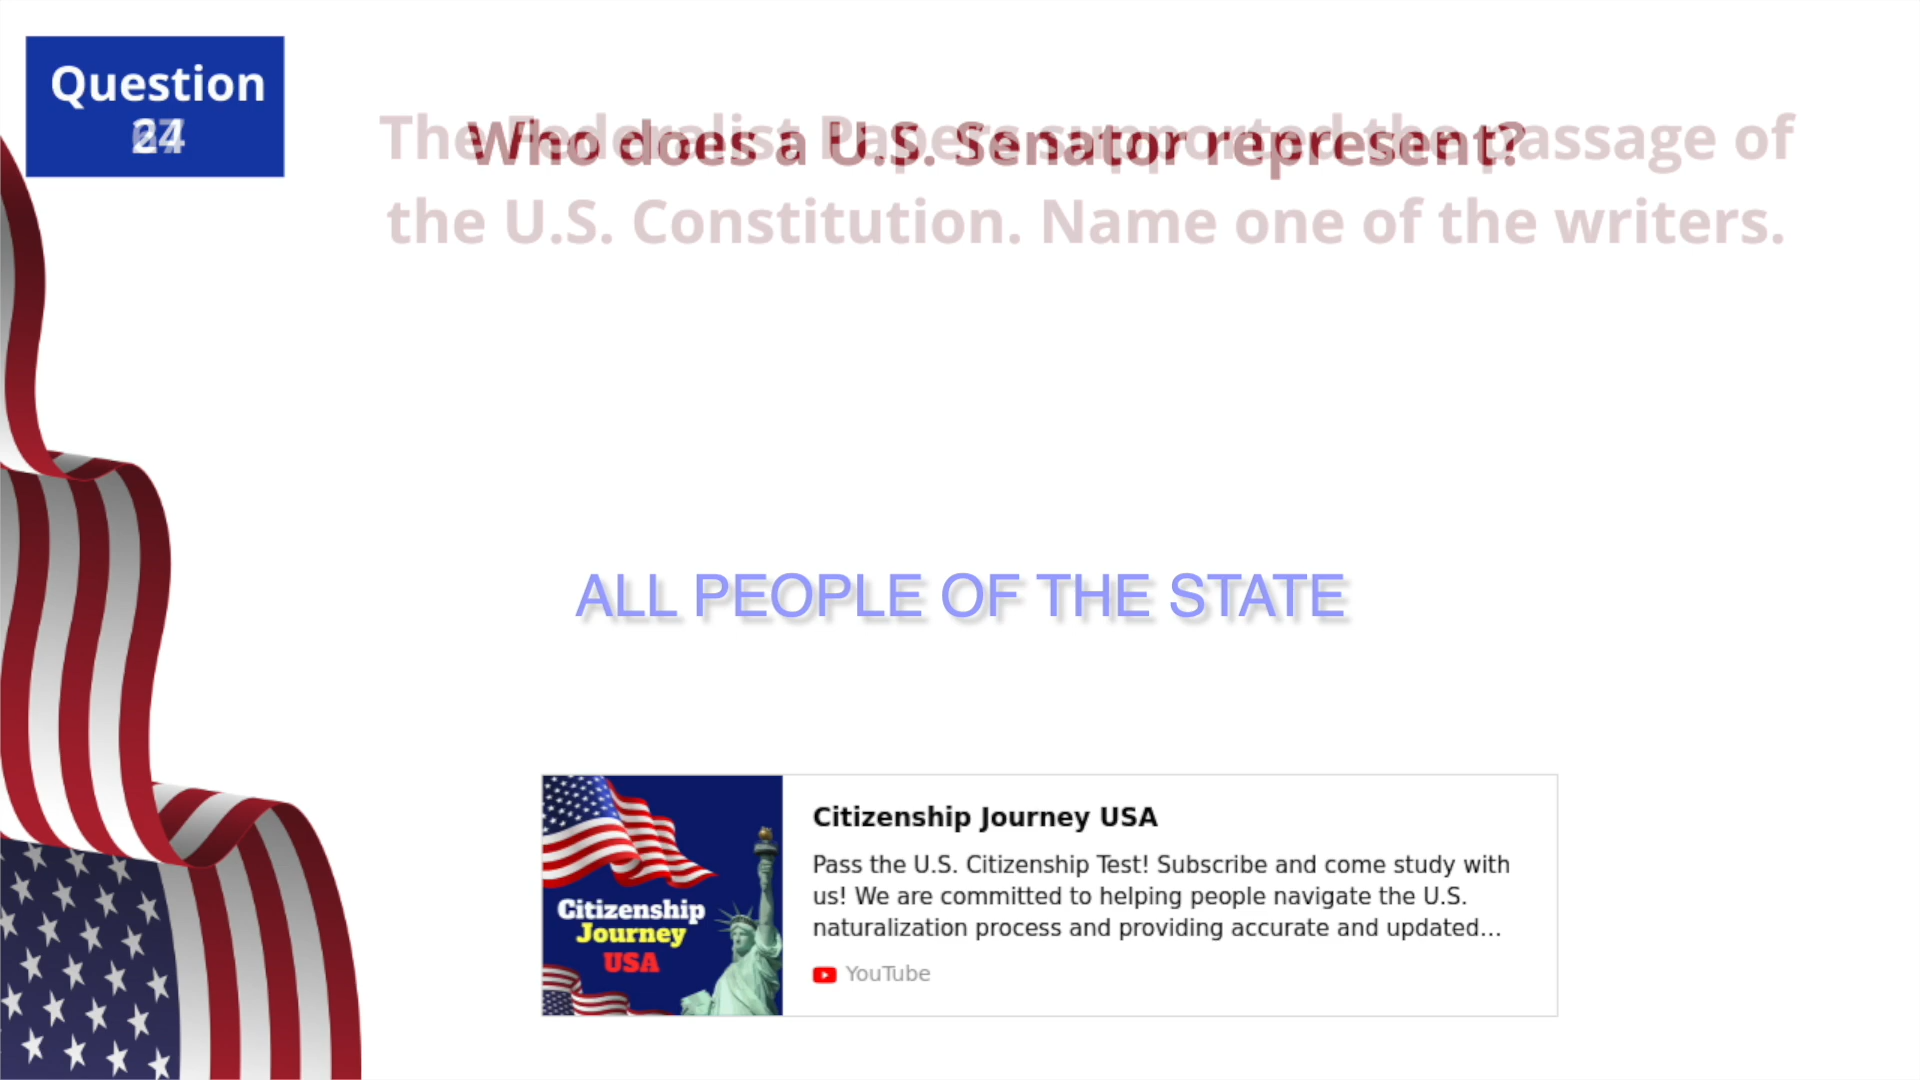 Question
24
Who does a U.S. Senator represent?
The Federalist Papers supported the passage of
the U.S. Constitution. Name one of the writers.
ALL PEOPLE OF THE STATE
Citizenship
Journey
USA
Citizenship Journey USA
Pass the U.S. Citizenship Test! Subscribe and come study with
us! We are committed to helping people navigate the U.S.
naturalization process and providing accurate and updated...
YouTube